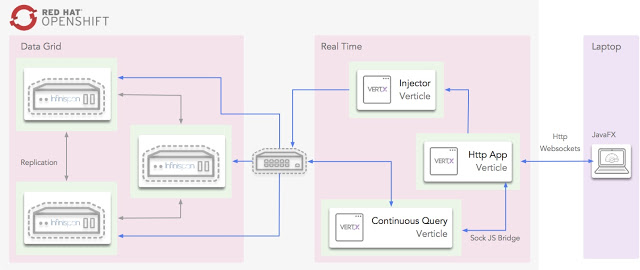 RED HAT®
OPENSHIFT
Data Grid
Real Time
Laptop
Infinispan
Infinispan
Infinispan
Replication
VERT.X
Injector
Verticle
VERT.X
Http App
Verticle
VERT.X
Continuous Query
Verticle
Http
Websockets
JavaFX
Sock JS Bridge